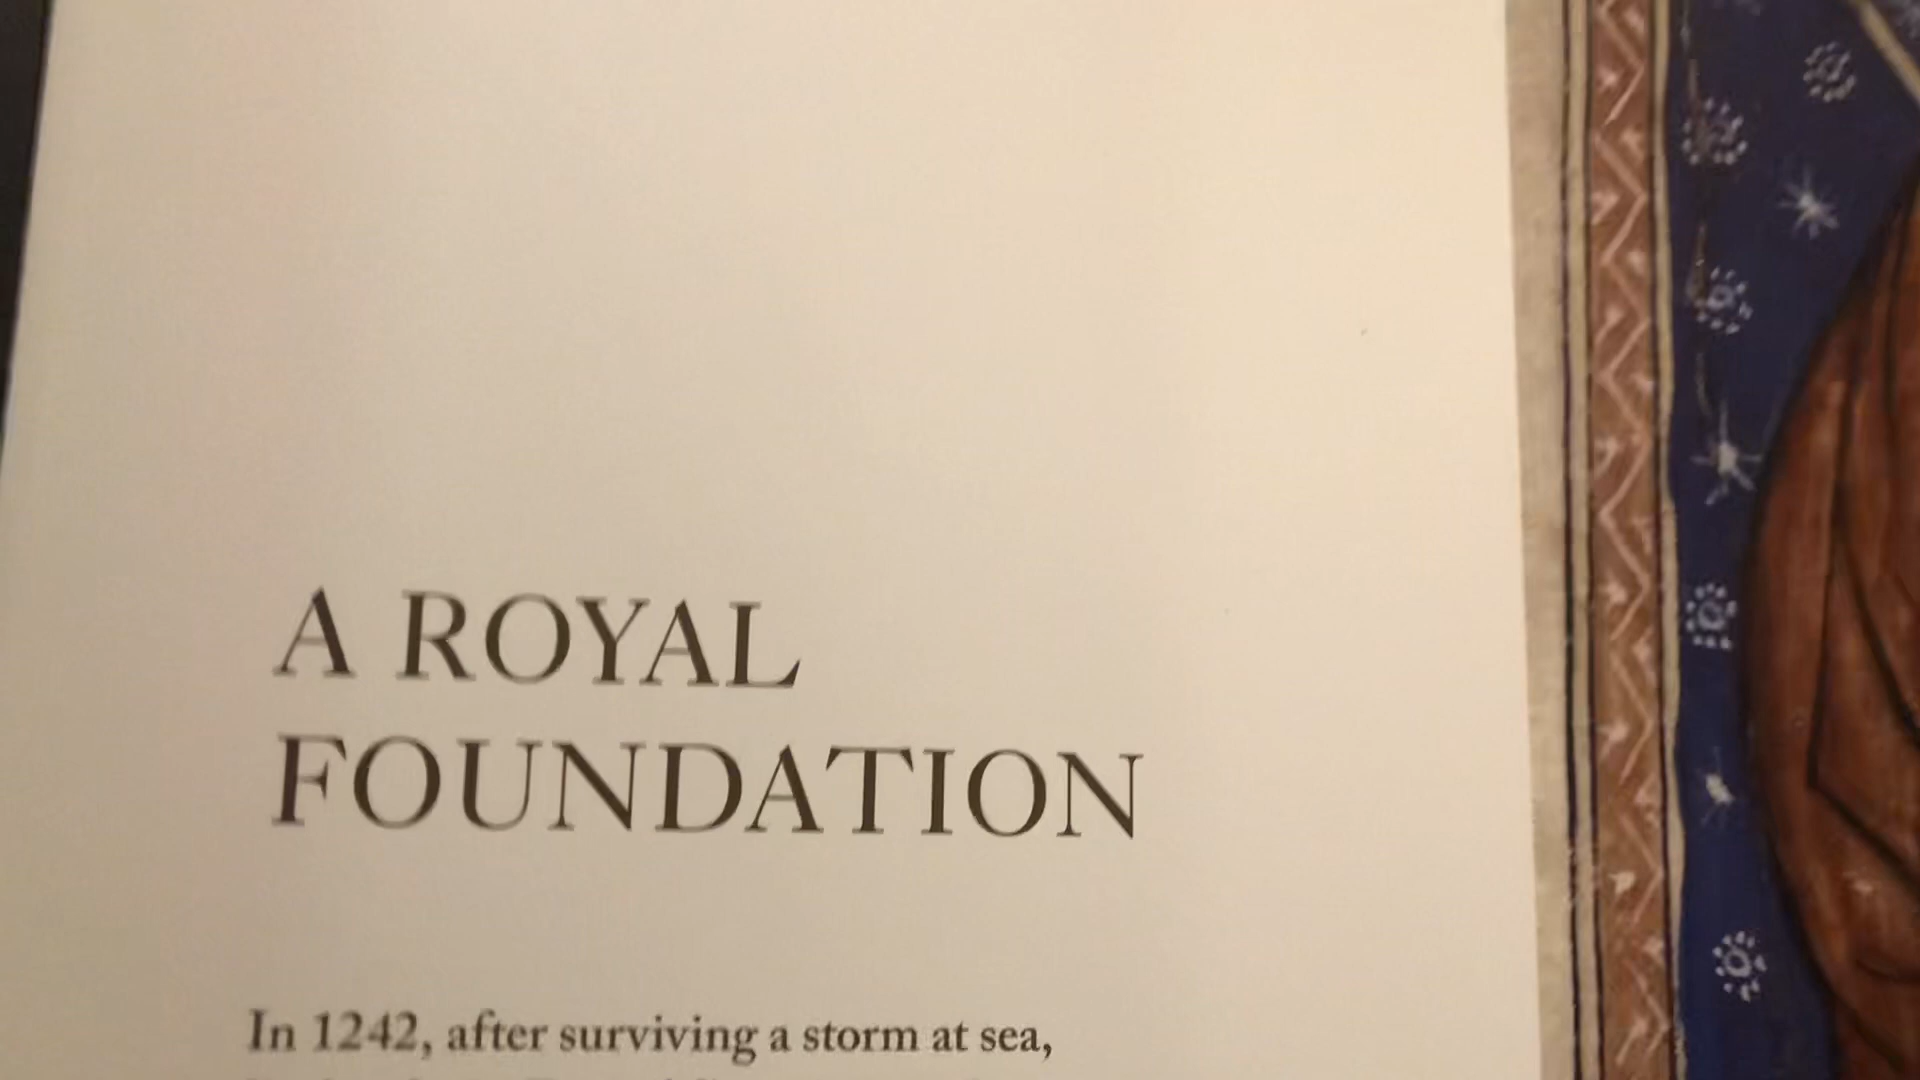 A ROYAL
FOUNDATION
In 1242, after surviving a storm at sea,